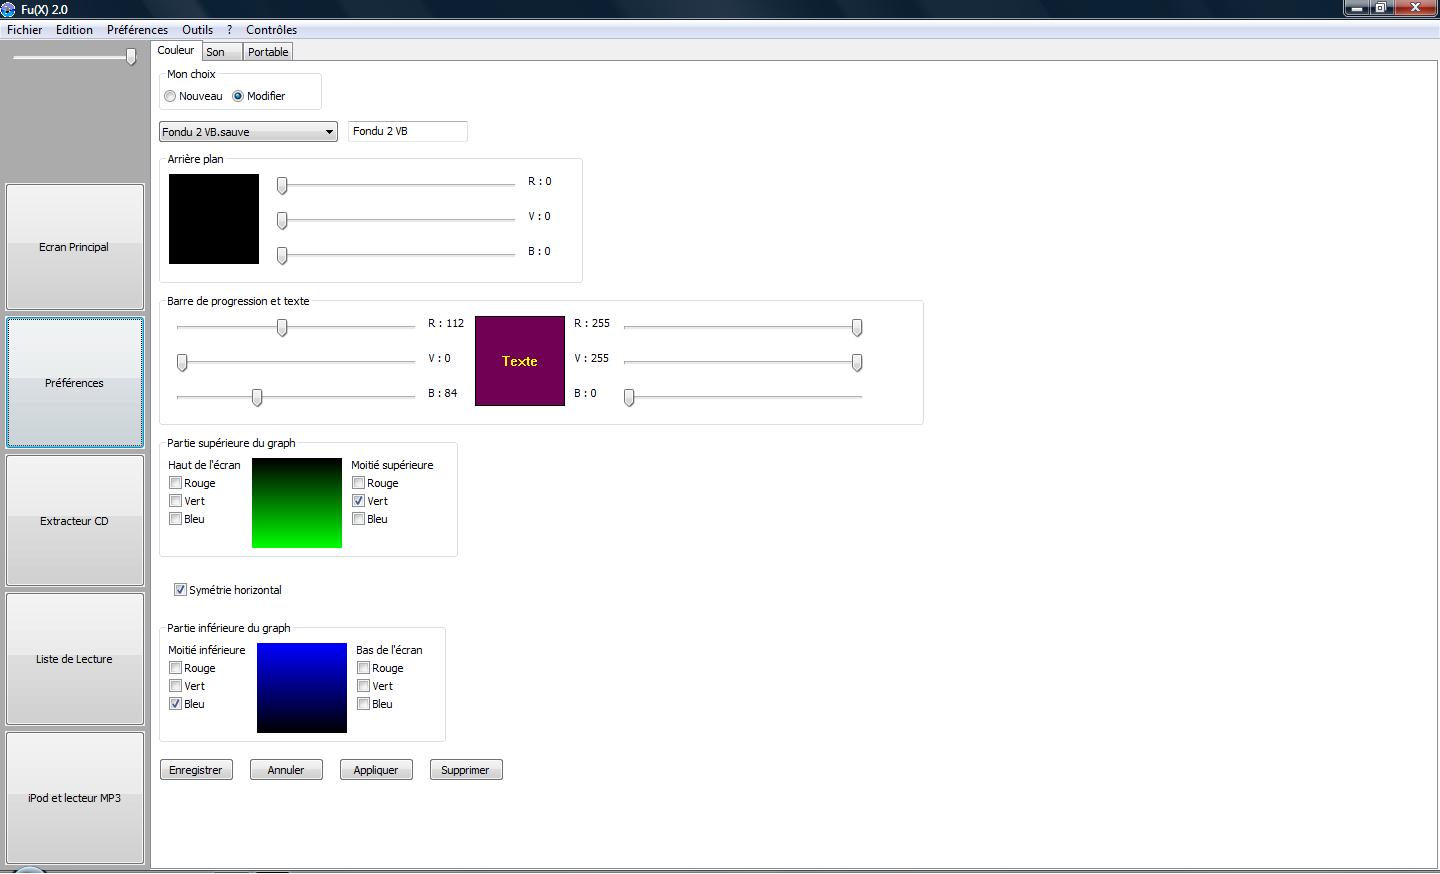 Fu(X) 2.0
Fichier Edition Préférences Outils ? Contrôles
Couleur Son Portable
Mon choix
Nouveau Modifier
Fondu 2 VB.sauve Fondu 2 VB
Arrière plan
R : 0
V : 0
B : 0
Ecran Principal
Barre de progression et texte
R : 112 R : 255
V : 0 Texte V : 255
B : 84 B : 0
Préférences
Partie supérieure du graph
Haut de l'écran Moitié supérieure
Rouge Rouge
Vert Vert
Bleu Bleu
Extracteur CD
Symétrie horizontal
Partie inférieure du graph
Moitié inférieure Bas de l'écran
Rouge Rouge
Vert Vert
Bleu Bleu
Liste de Lecture
Enregistrer Annuler Appliquer Supprimer
iPod et lecteur MP3